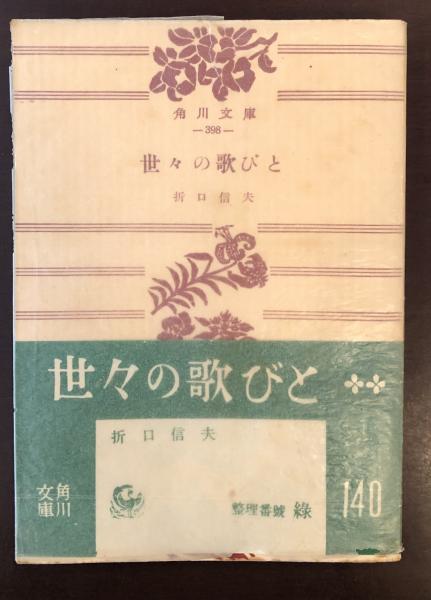 角川文庫
—398—
世々の歌びと
折口信夫
世々の歌びと
折口信夫
角川文庫
整理番號 綠
140